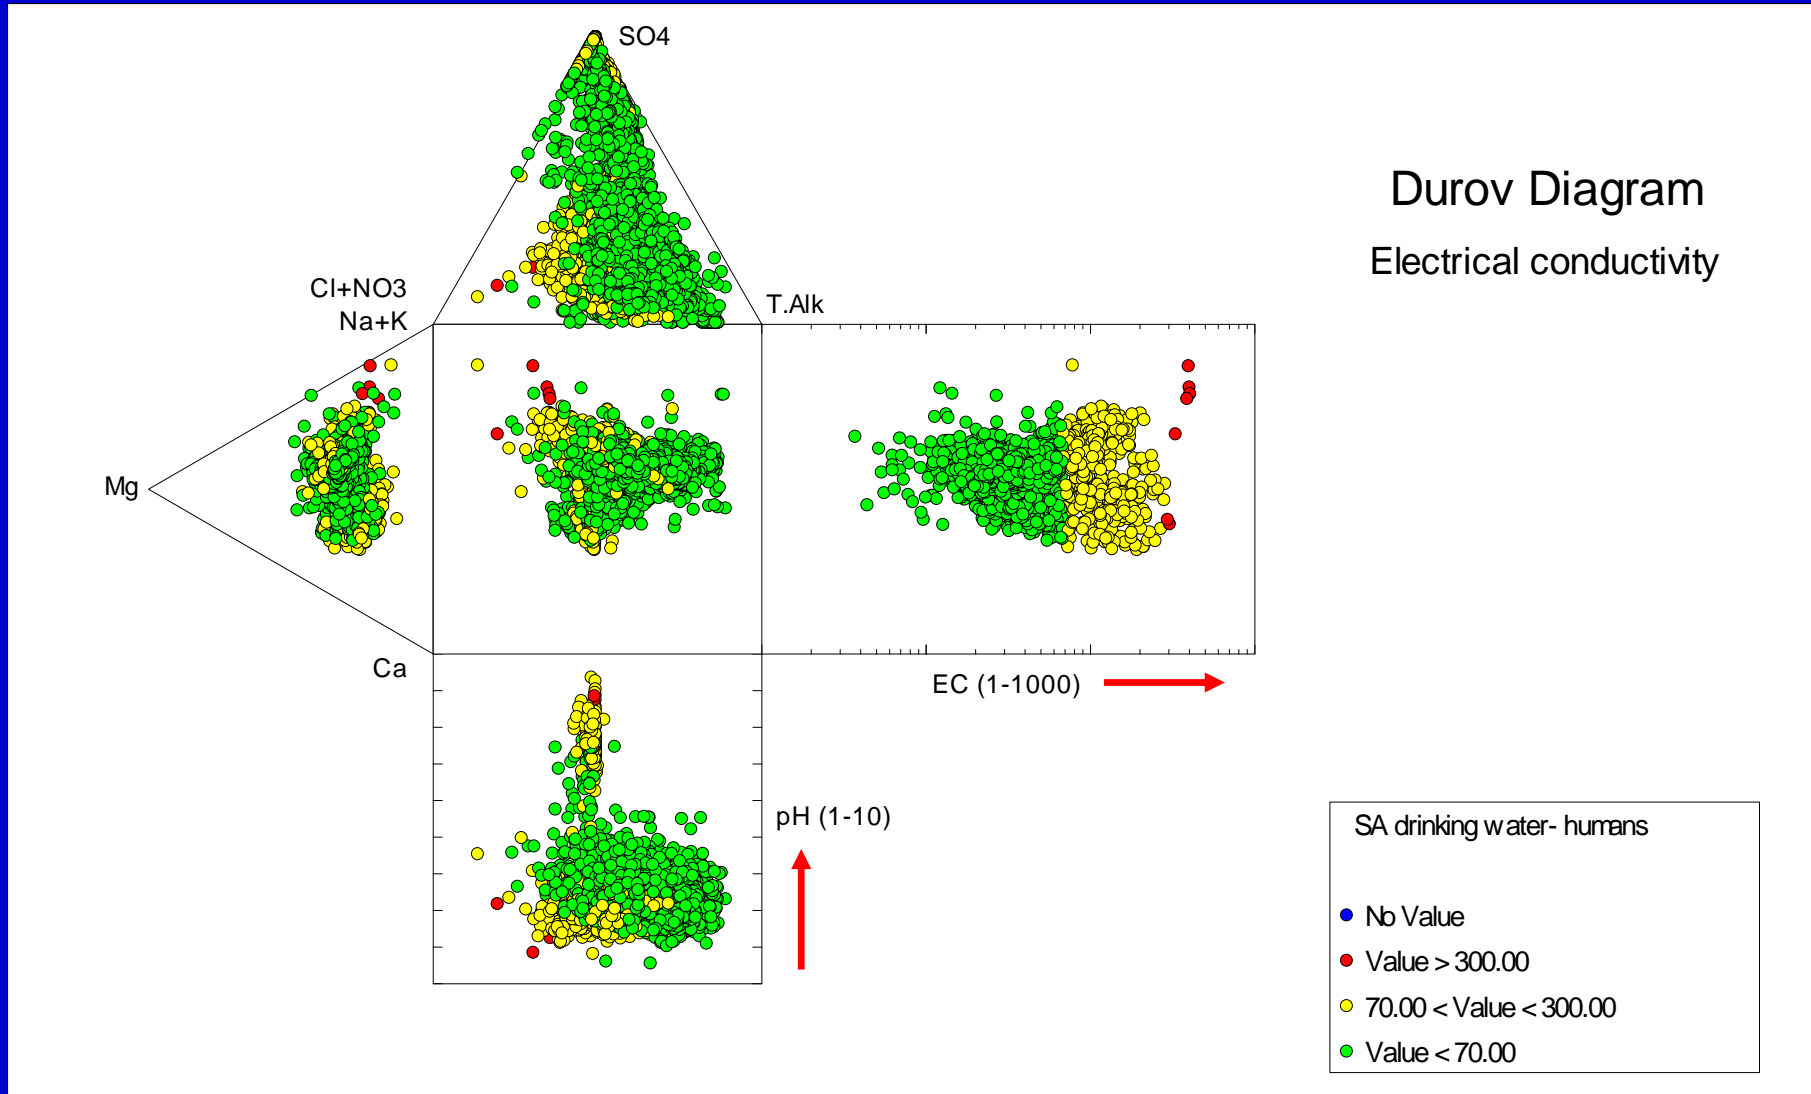 SO4
Durov Diagram
Electrical conductivity
Cl+NO3
Na+K
T.Alk
Mg
Ca
EC (1-1000)
pH (1-10)
SA drinking water- humans
No Value
Value > 300.00
70.00 < Value < 300.00
Value < 70.00